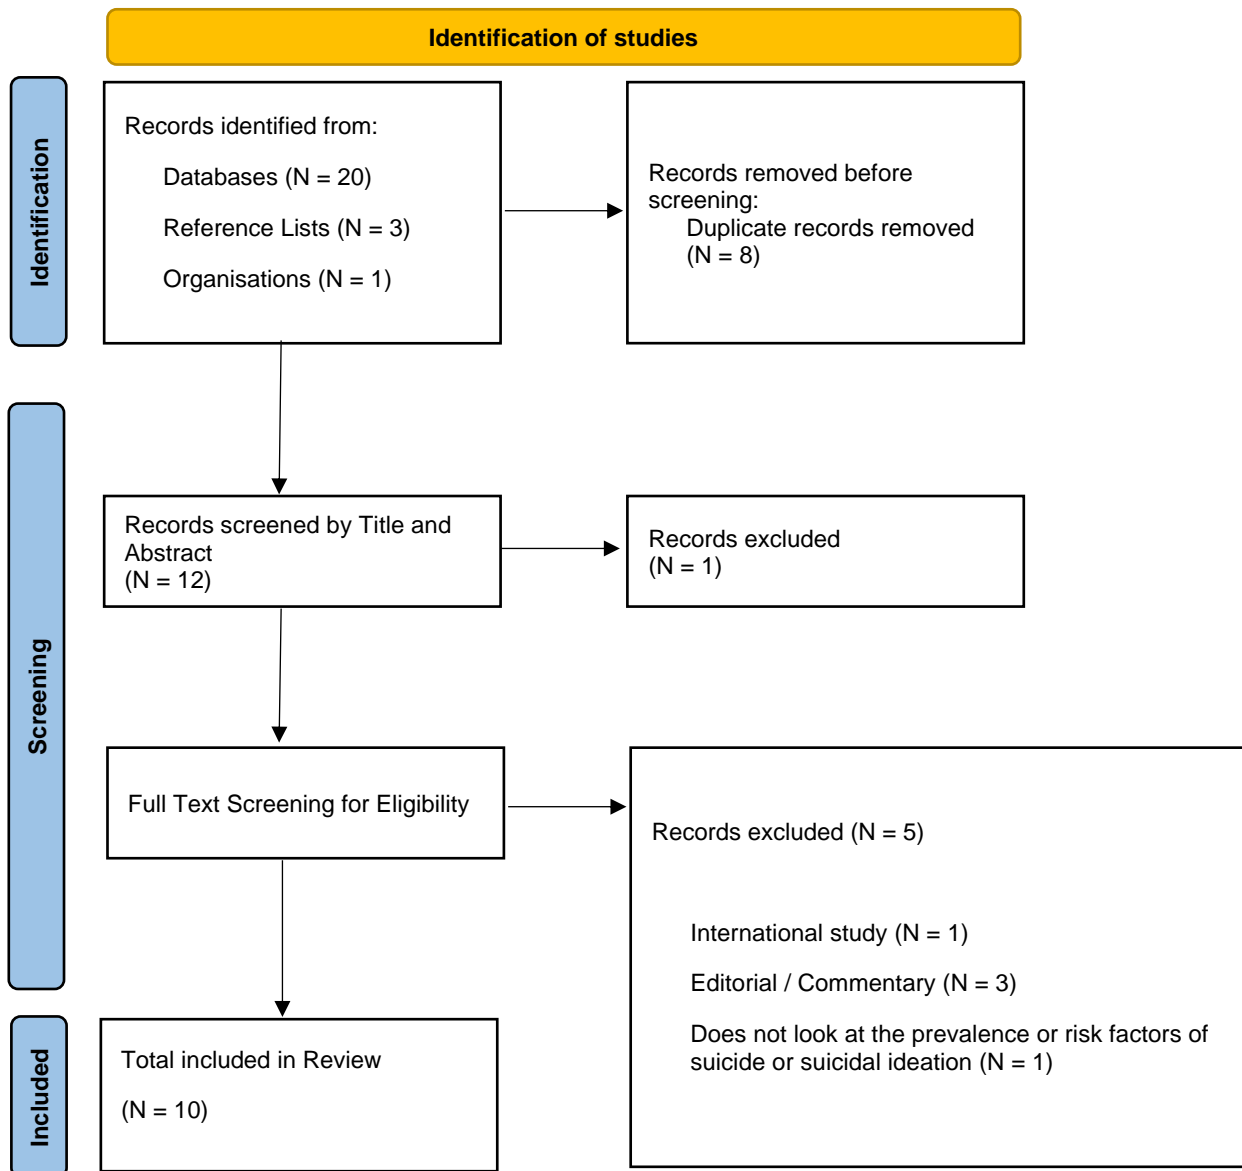 Identification of studies
Identification
Records identified from:
Databases (N = 20)
Reference Lists (N = 3)
Organisations (N = 1)
Records removed before
screening:
Duplicate records removed
(N = 8)
Screening
Records screened by Title and
Abstract
(N = 12)
Records excluded
(N = 1)
Full Text Screening for Eligibility
Records excluded (N = 5)
International study (N = 1)
Editorial / Commentary (N = 3)
Does not look at the prevalence or risk factors of
suicide or suicidal ideation (N = 1)
Included
Total included in Review
(N = 10)